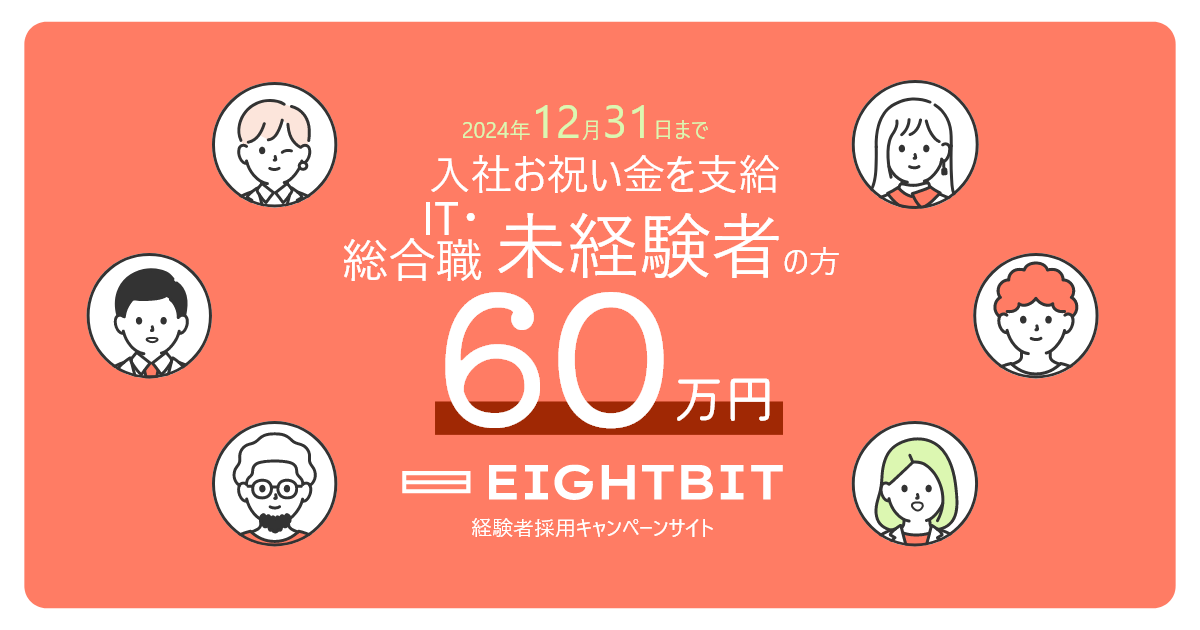 2024年12月31日まで
入社お祝い金を支給
IT・
総合職 未経験者の方
60万円
EIGHTBIT
経験者採用キャンペーンサイト